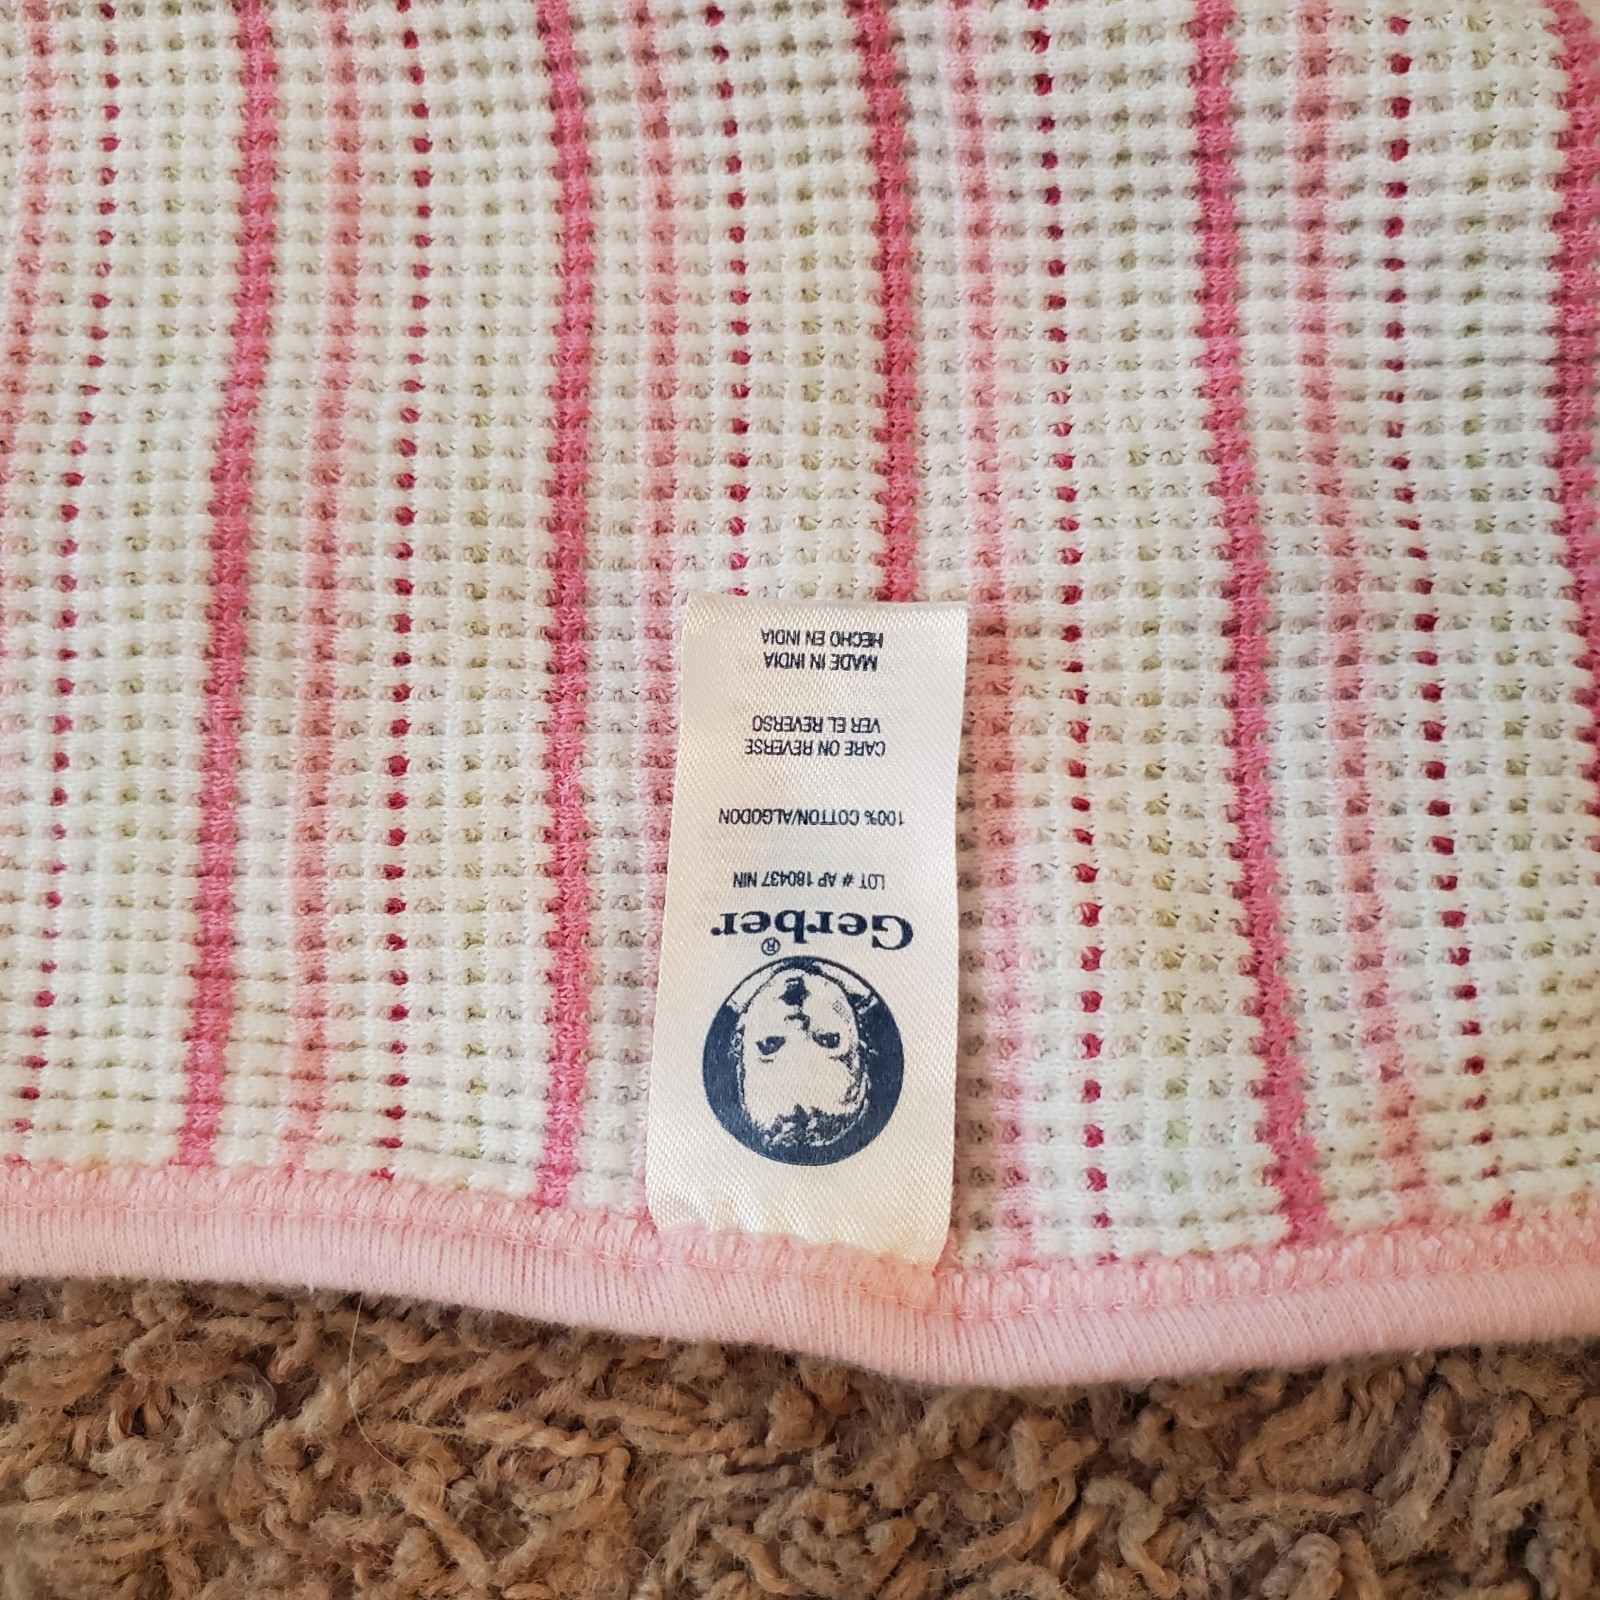 Gerber®
LOT # AP 180437 NIN
100% COTTON/ALGODON
CARE ON REVERSE
VER EL REVERSO
MADE IN INDIA
HECHO EN INDIA